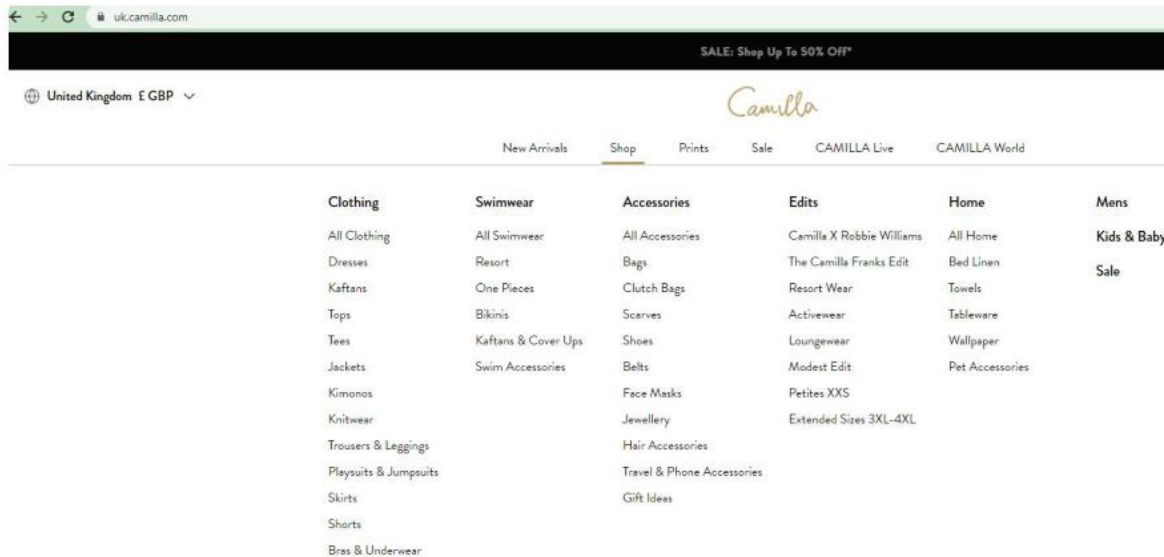 uk.camilla.com
SALE: Shop Up To 50% Off*
United Kingdom £ GBP
Camilla
New Arrivals Shop Prints Sale CAMILLA Live CAMILLA World
Clothing
All Clothing
Dresses
Kaftans
Tops
Tees
Jackets
Kimonos
Knitwear
Trousers & Leggings
Playsuits & Jumpsuits
Skirts
Shorts
Bras & Underwear
Swimwear
All Swimwear
Resort
One Pieces
Bikinis
Kaftans & Cover Ups
Swim Accessories
Accessories
All Accessories
Bags
Clutch Bags
Scarves
Shoes
Belts
Face Masks
Jewellery
Hair Accessories
Travel & Phone Accessories
Gift Ideas
Edits
Camilla X Robbie Williams
The Camilla Franks Edit
Resort Wear
Activewear
Loungewear
Modest Edit
Petites XXS
Extended Sizes 3XL-4XL
Home
All Home
Bed Linen
Towels
Tableware
Wallpaper
Pet Accessories
Mens
Kids & Baby
Sale